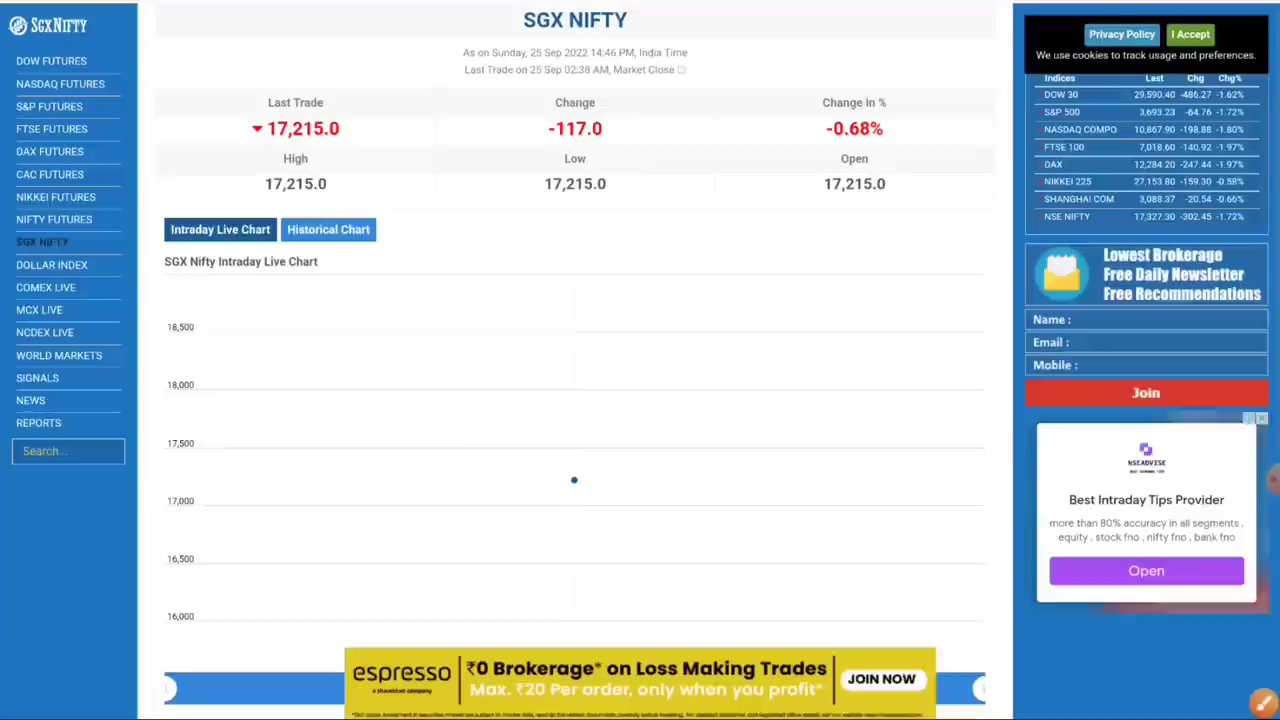 SGXNIFTY
DOW FUTURES
NASDAQ FUTURES
S&P FUTURES
FTSE FUTURES
DAX FUTURES
CAC FUTURES
NIKKEI FUTURES
NIFTY FUTURES
SGX NIFTY
DOLLAR INDEX
COMEX LIVE
MCX LIVE
NCDEX LIVE
WORLD MARKETS
SIGNALS
NEWS
REPORTS
Search...
SGX NIFTY
As on Sunday, 25 Sep 2022 14:46 PM, India Time
Last Trade on 25 Sep 02:38 AM, Market Close
Last Trade Change Change in %
17,215.0 -117.0 -0.68%
High Low Open
17,215.0 17,215.0 17,215.0
Intraday Live Chart Historical Chart
SGX Nifty Intraday Live Chart
18,500
18,000
17,500
17,000
16,500
16,000
espresso
a sharekhan company
₹0 Brokerage* on Loss Making Trades
Max. ₹20 Per order, only when you profit*
JOIN NOW
Privacy Policy I Accept
We use cookies to track usage and preferences.
Indices Last Chg Chg%
DOW 30 29,590.40 -486.27 -1.62%
S&P 500 3,693.23 -64.76 -1.72%
NASDAQ COMPO 10,867.90 -198.88 -1.80%
FTSE 100 7,018.60 -140.92 -1.97%
DAX 12,284.20 -247.44 -1.97%
NIKKEI 225 27,153.80 -159.30 -0.58%
SHANGHAI COM 3,088.37 -20.54 -0.66%
NSE NIFTY 17,327.30 -302.45 -1.72%
Lowest Brokerage
Free Daily Newsletter
Free Recommendations
Name :
Email :
Mobile :
Join
NSEADVISE
Best Intraday Tips Provider
more than 80% accuracy in all segments ,
equity , stock fno , nifty fno , bank fno
Open